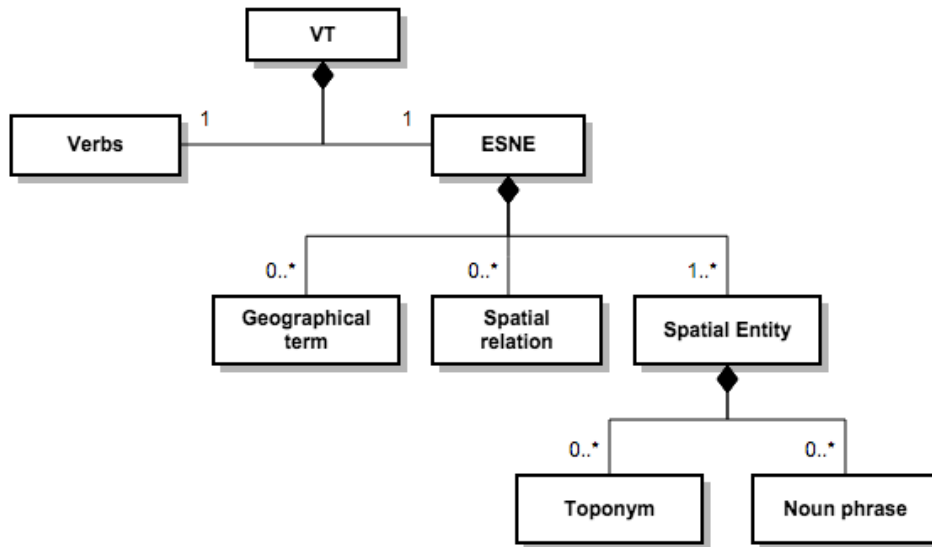 VT
1
1
Verbs
ESNE
0..*
0..*
1..*
Geographical
term
Spatial
relation
Spatial Entity
0..*
0..*
Toponym
Noun phrase